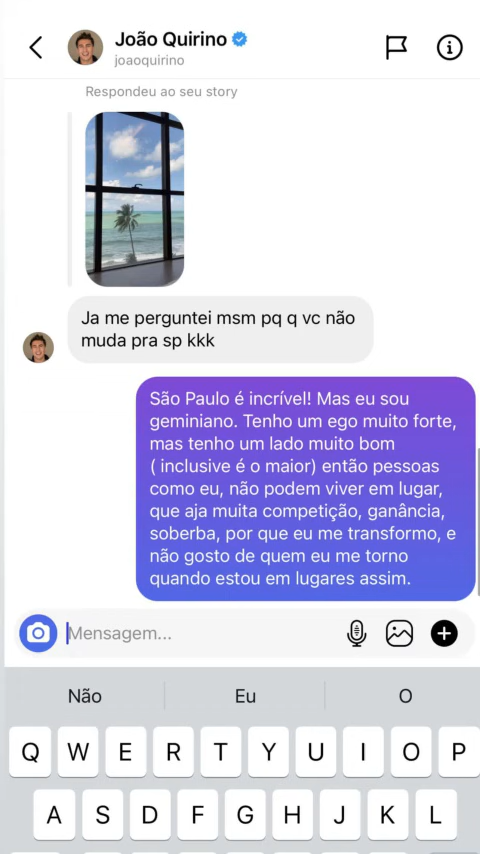 João Quirino
joaoquirino
Respondeu ao seu story
Ja me perguntei msm pq q vc não
muda pra sp kkk
São Paulo é incrível! Mas eu sou
geminiano. Tenho um ego muito forte,
mas tenho um lado muito bom
( inclusive é o maior) então pessoas
como eu, não podem viver em lugar,
que aja muita competição, ganância,
soberba, por que eu me transformo, e
não gosto de quem eu me torno
quando estou em lugares assim.
Mensagem...
Não Eu O
Q W E R T Y U I O P
A S D F G H J K L